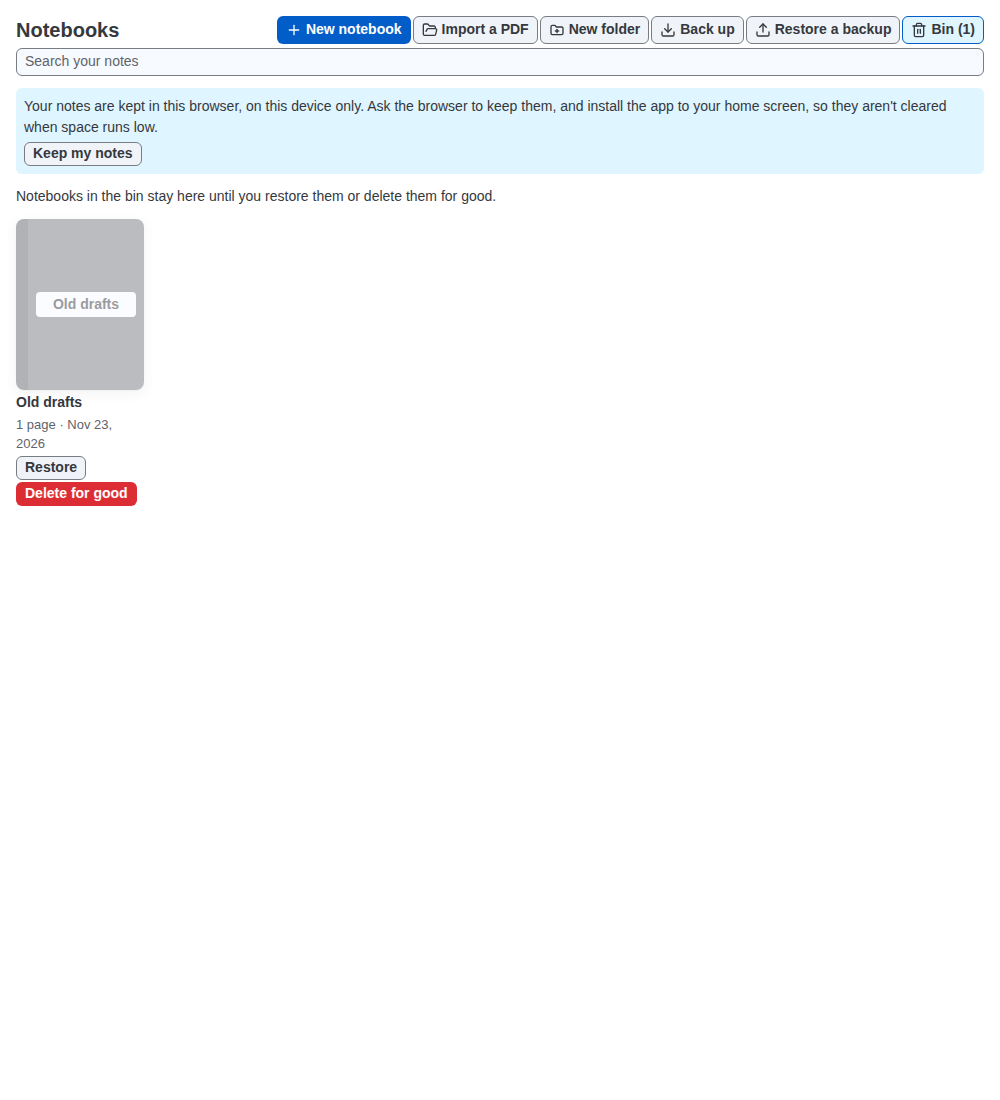 Notebooks
New notebook
Import a PDF
New folder
Back up
Restore a backup
Bin (1)
Search your notes
Your notes are kept in this browser, on this device only. Ask the browser to keep them, and install the app to your home screen, so they aren't cleared
when space runs low.
Keep my notes
Notebooks in the bin stay here until you restore them or delete them for good.
Old drafts
Old drafts
1 page · Nov 23,
2026
Restore
Delete for good